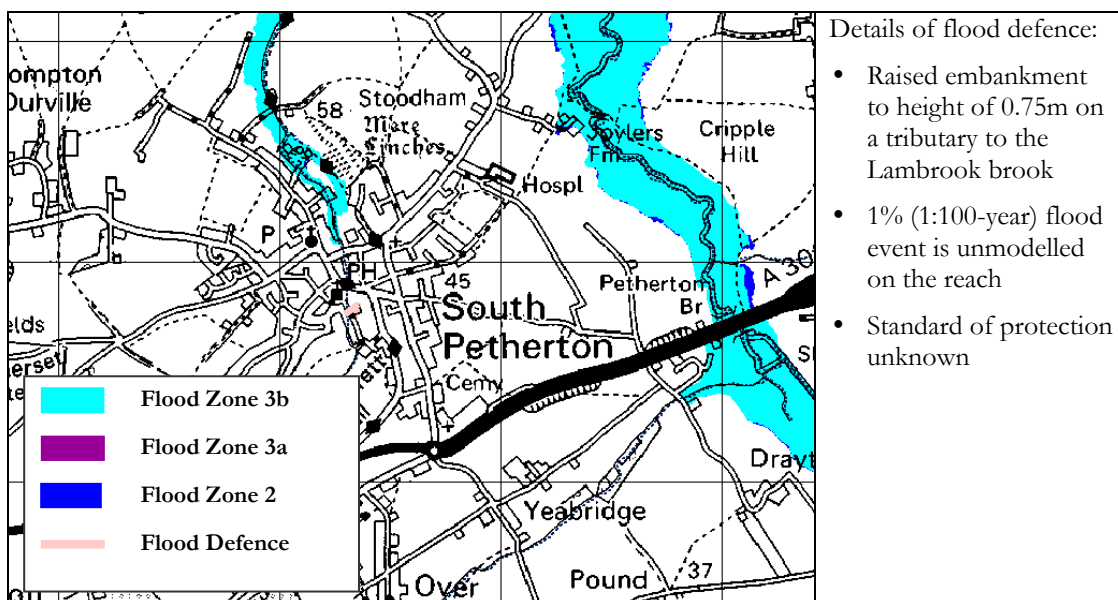 ompton
Durville
58
Stoodham
Mere
Linches
Joylers
Fm
Cripple
Hill
Hospl
P
PH
45
South
Petherton
Petherton
Br
A 30
elds
Cemy
Yeabridge
Drayt
Over
Pound
37
Flood Zone 3b
Flood Zone 3a
Flood Zone 2
Flood Defence
Details of flood defence:
• Raised embankment
to height of 0.75m on
a tributary to the
Lambrook brook
• 1% (1:100-year) flood
event is unmodelled
on the reach
• Standard of protection
unknown